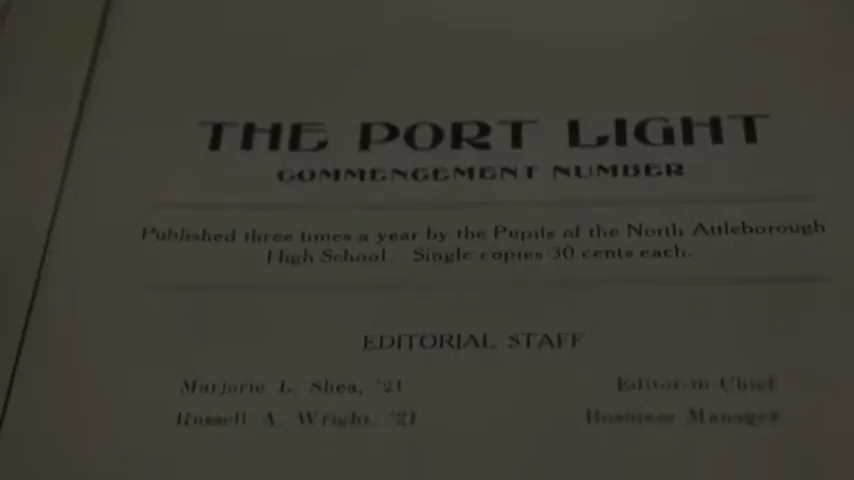 THE PORT LIGHT
COMMENCEMENT NUMBER
Published three times a year by the Pupils of the North Attleborough
High School. Single copies 30 cents each.
EDITORIAL STAFF
Marjorie L. Shea, '21 Editor-in-Chief
Russell A. Wright, '21 Business Manager